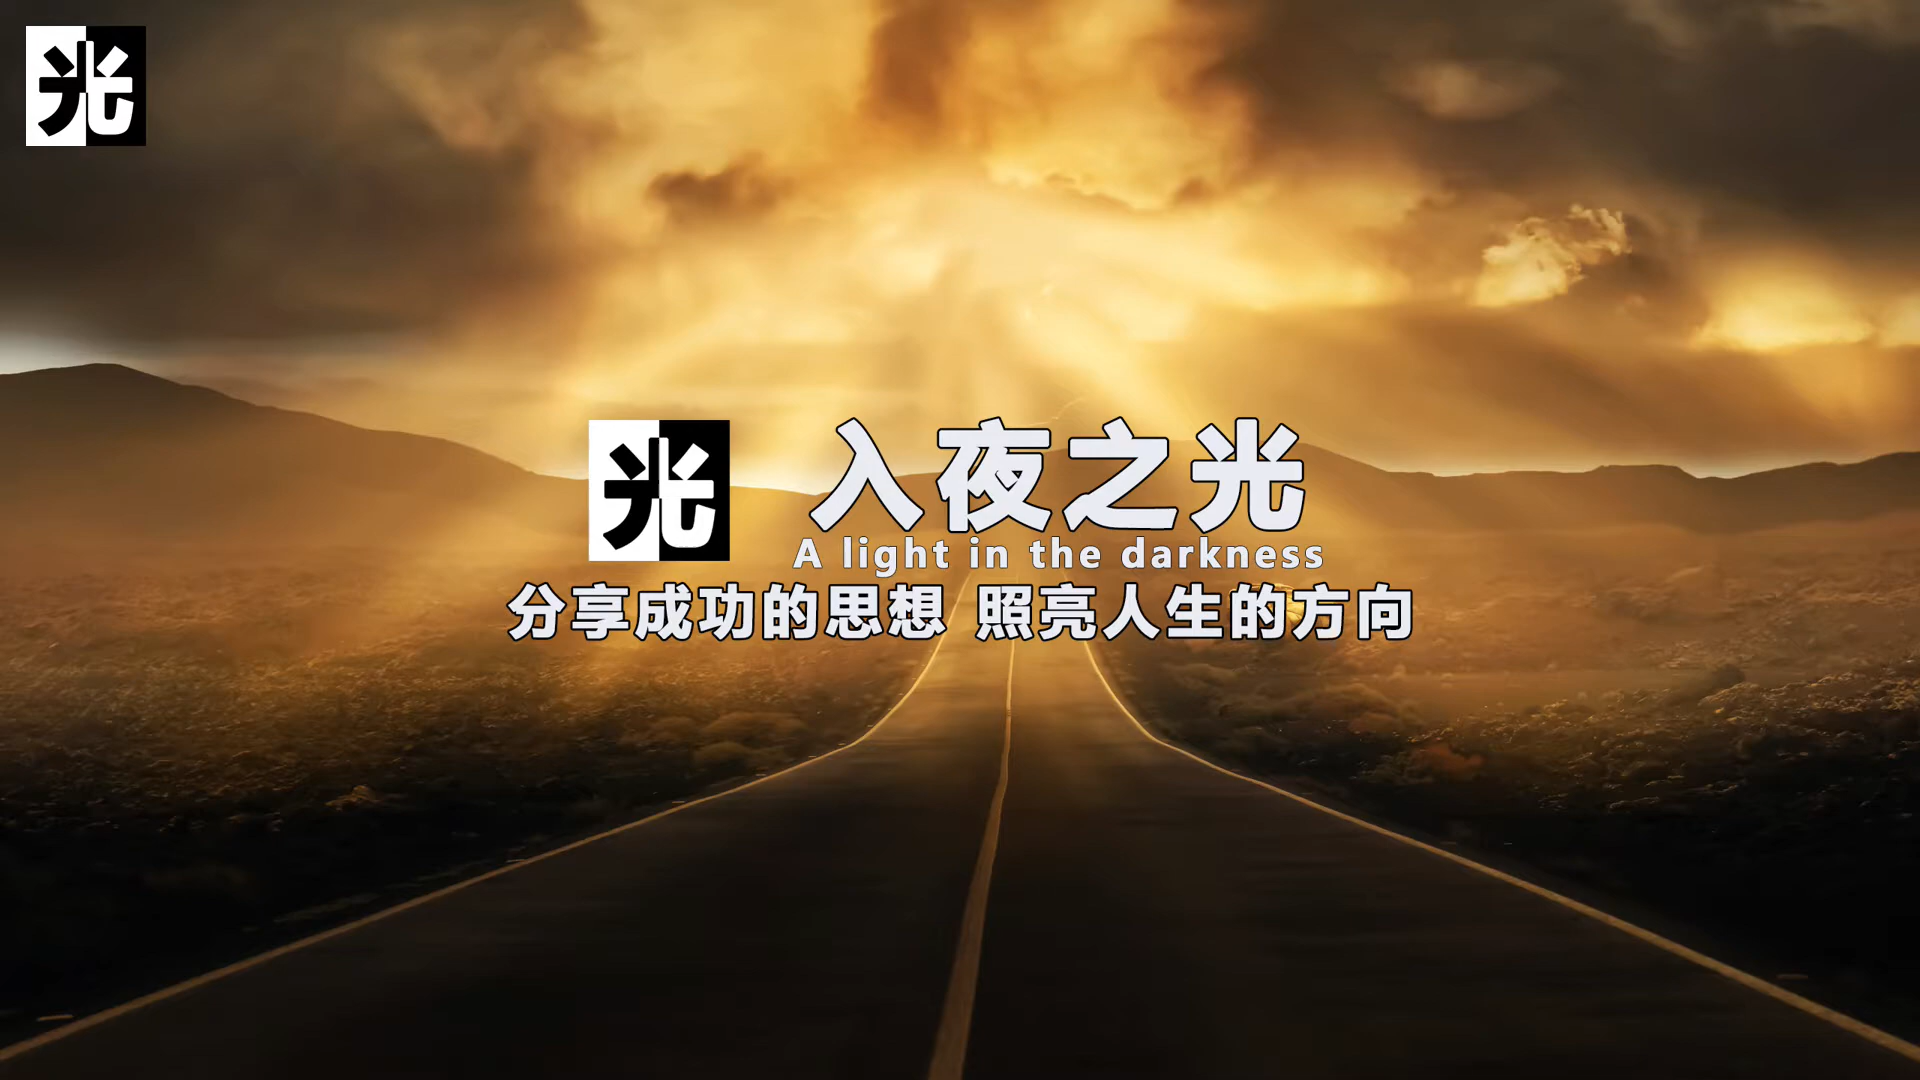 光
光
入夜之光
A light in the darkness
分享成功的思想 照亮人生的方向